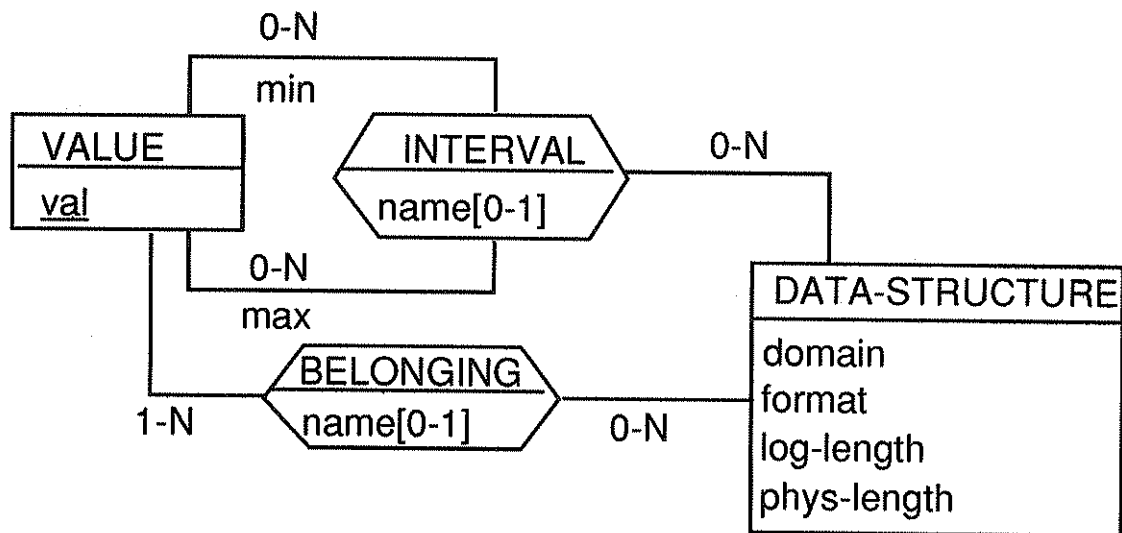 0-N
min
VALUE
val
INTERVAL
name[0-1]
0-N
0-N
max
DATA-STRUCTURE
domain
format
log-length
phys-length
BELONGING
name[0-1]
1-N
0-N